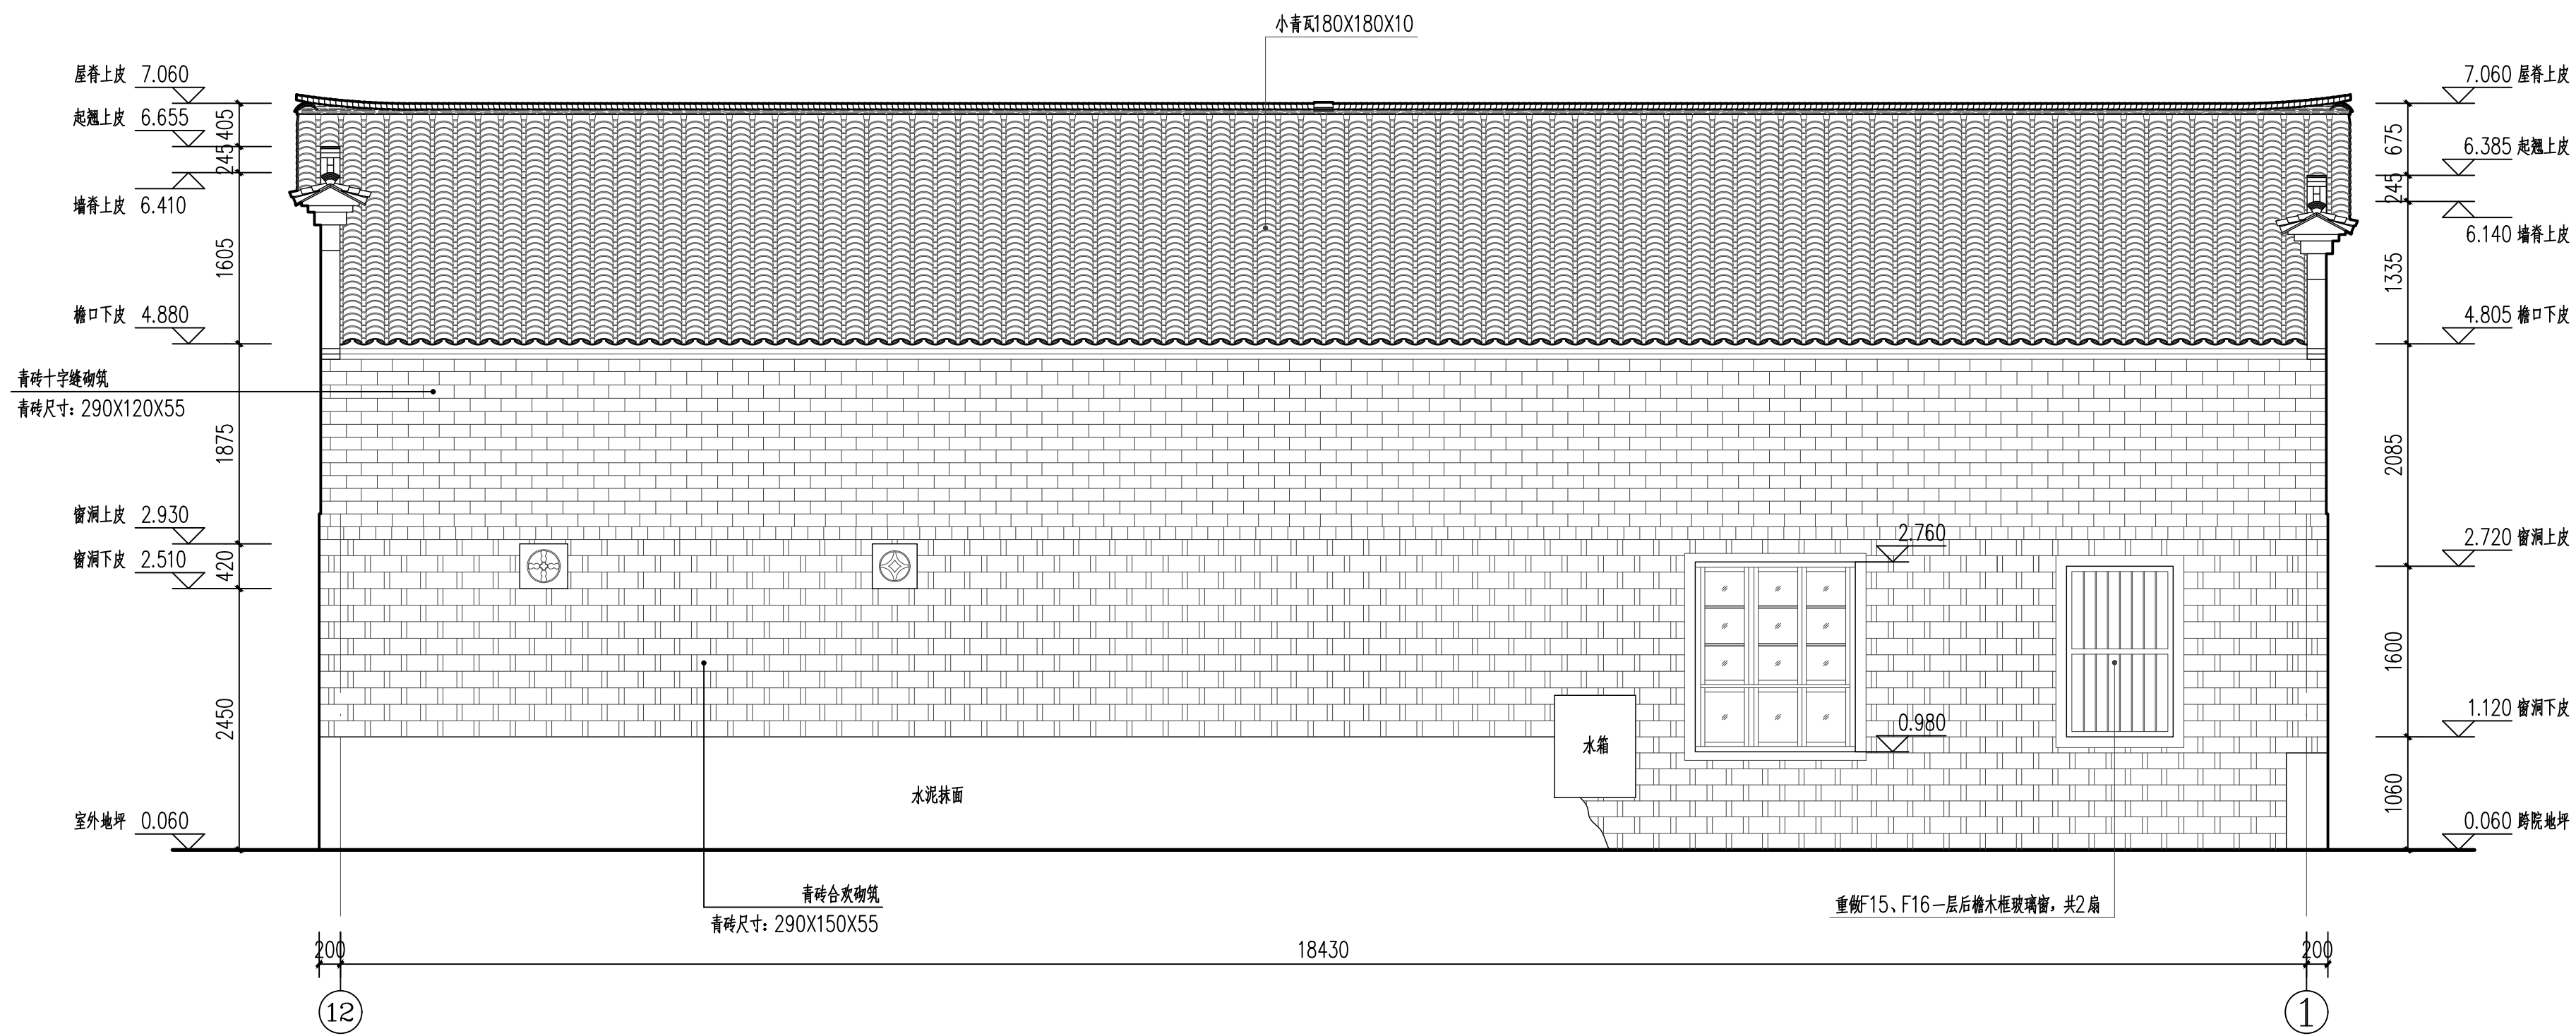 小青瓦180X180X10
屋脊上皮 7.060
起翘上皮 6.655
墙脊上皮 6.410
檐口下皮 4.880
窗洞上皮 2.930
窗洞下皮 2.510
室外地坪 0.060
405
245
1605
1875
420
2450
青砖十字缝砌筑
青砖尺寸：290X120X55
7.060 屋脊上皮
6.385 起翘上皮
6.140 墙脊上皮
4.805 檐口下皮
2.720 窗洞上皮
1.120 窗洞下皮
0.060 跨院地坪
675
245
1335
2085
1600
1060
2.760
0.980
水箱
水泥抹面
青砖合欢砌筑
青砖尺寸：290X150X55
重做F15、F16一层后檐木框玻璃窗，共2扇
200
18430
200
12
1